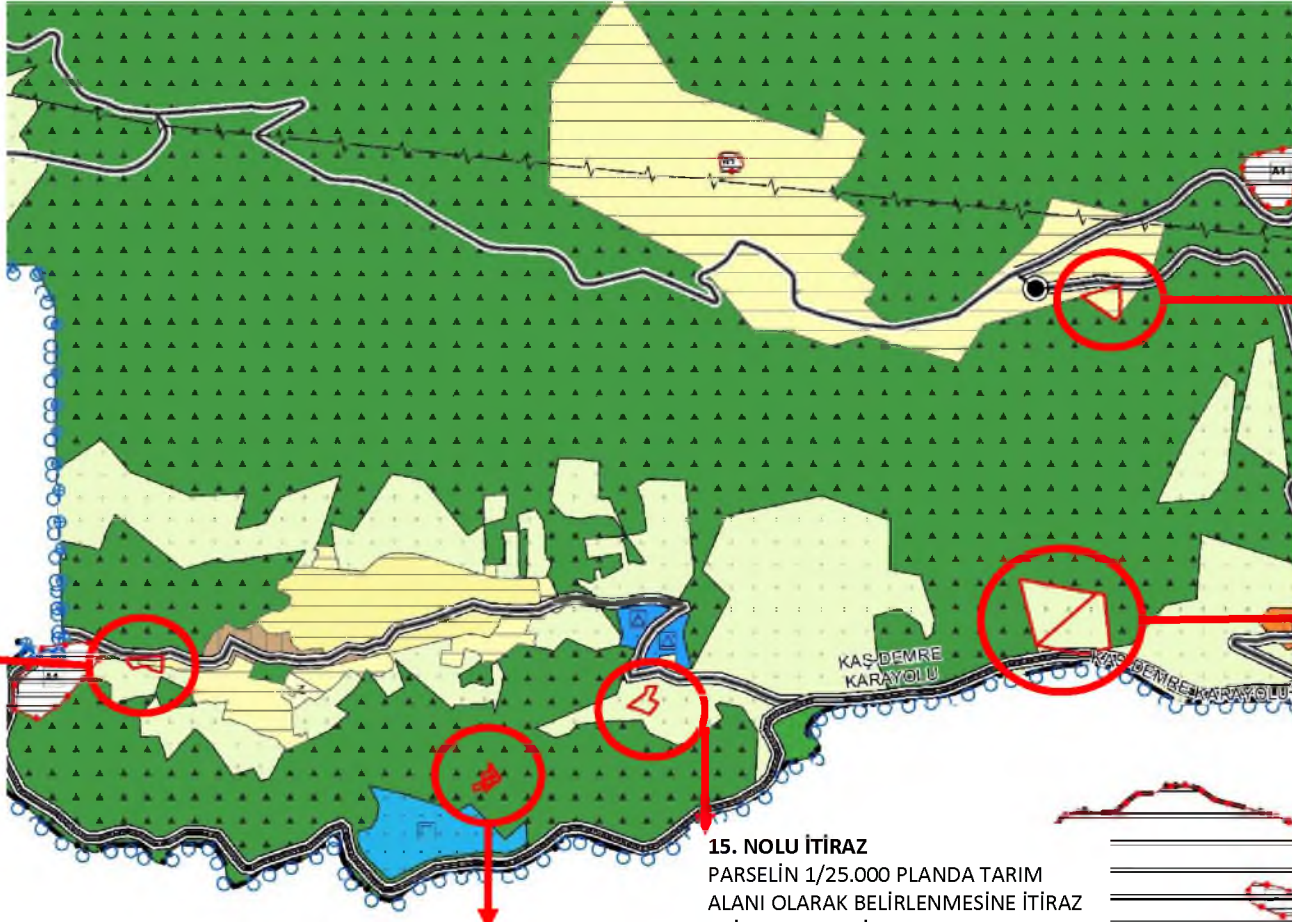 A1
KAŞ-DEMRE
KARAYOLU
KAŞ-DEMRE KARAYOLU
15. NOLU İTİRAZ
PARSELİN 1/25.000 PLANDA TARIM
ALANI OLARAK BELİRLENMESİNE İTİRAZ